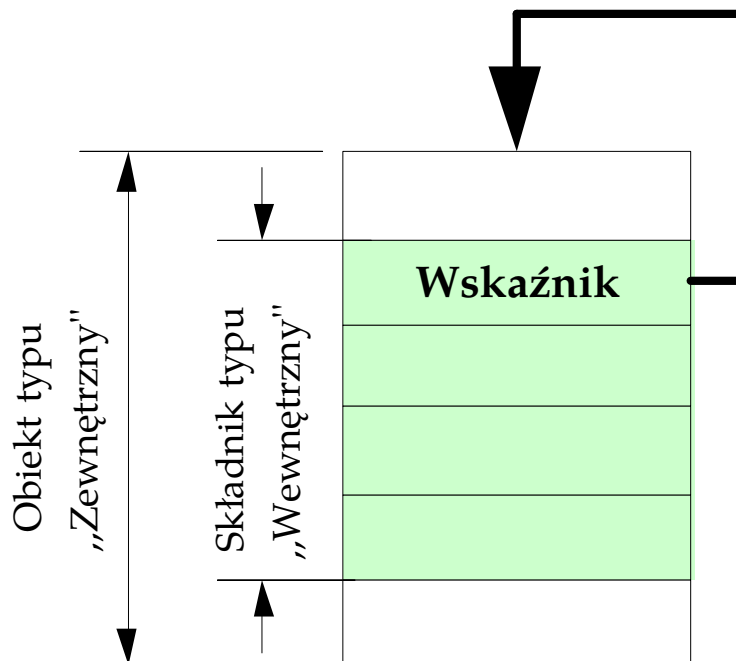 Wskaźnik
Obiekt typu
„Zewnętrzny"
Składnik typu
„Wewnętrzny"